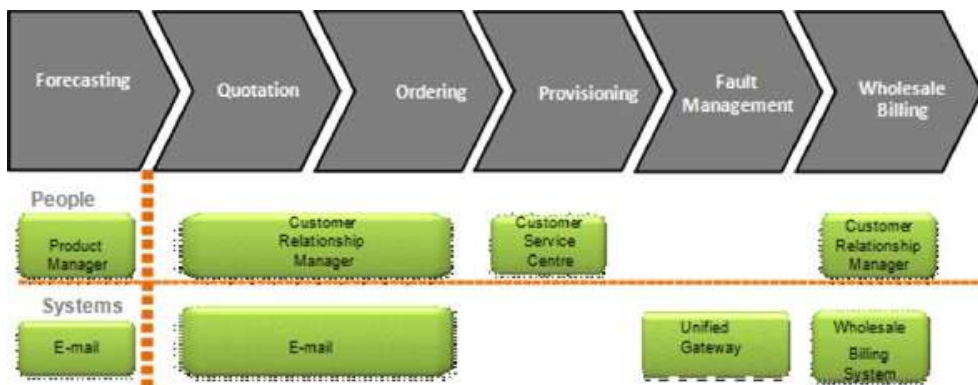 Forecasting
Quotation
Ordering
Provisioning
Fault
Management
Wholesale
Billing
People
Product
Manager
Customer
Relationship
Manager
Customer
Service
Centre
Customer
Relationship
Manager
Systems
E-mail
E-mail
Unified
Gateway
Wholesale
Billing
System